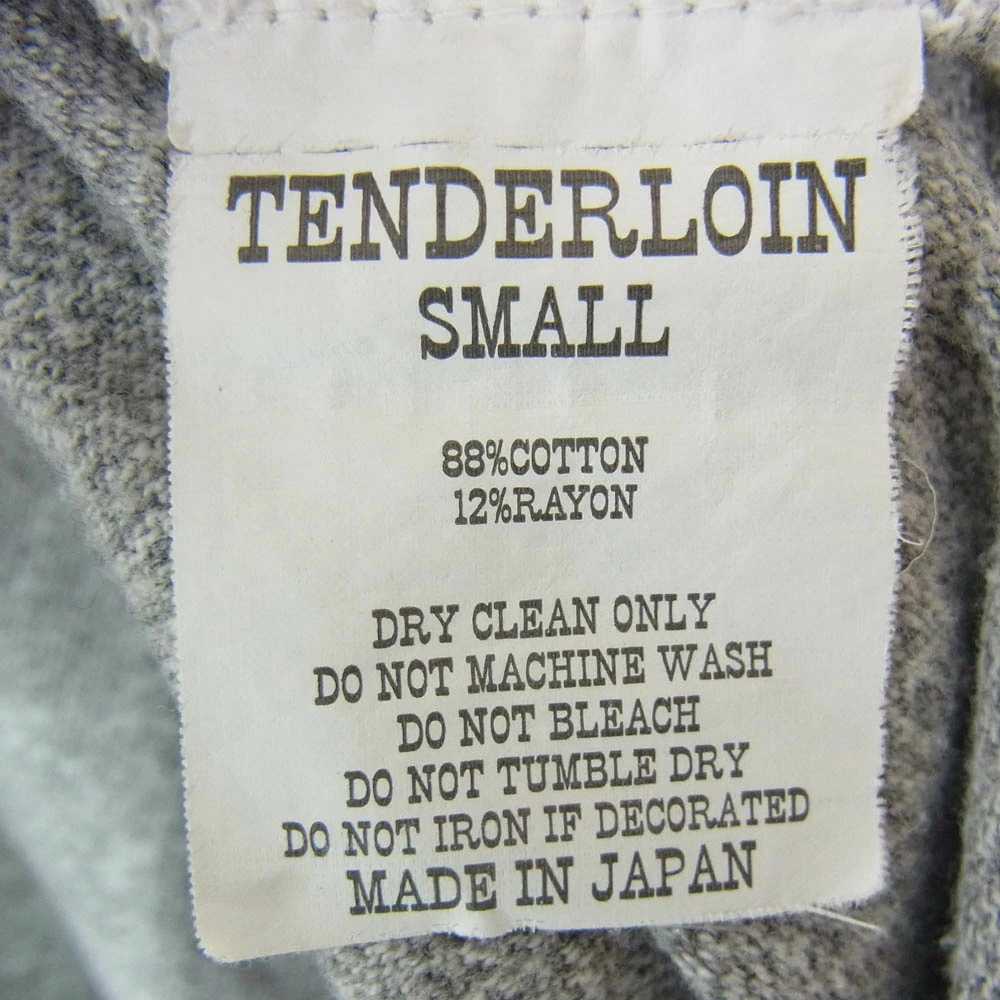 TENDERLOIN
SMALL
88%COTTON
12%RAYON
DRY CLEAN ONLY
DO NOT MACHINE WASH
DO NOT BLEACH
DO NOT TUMBLE DRY
DO NOT IRON IF DECORATED
MADE IN JAPAN